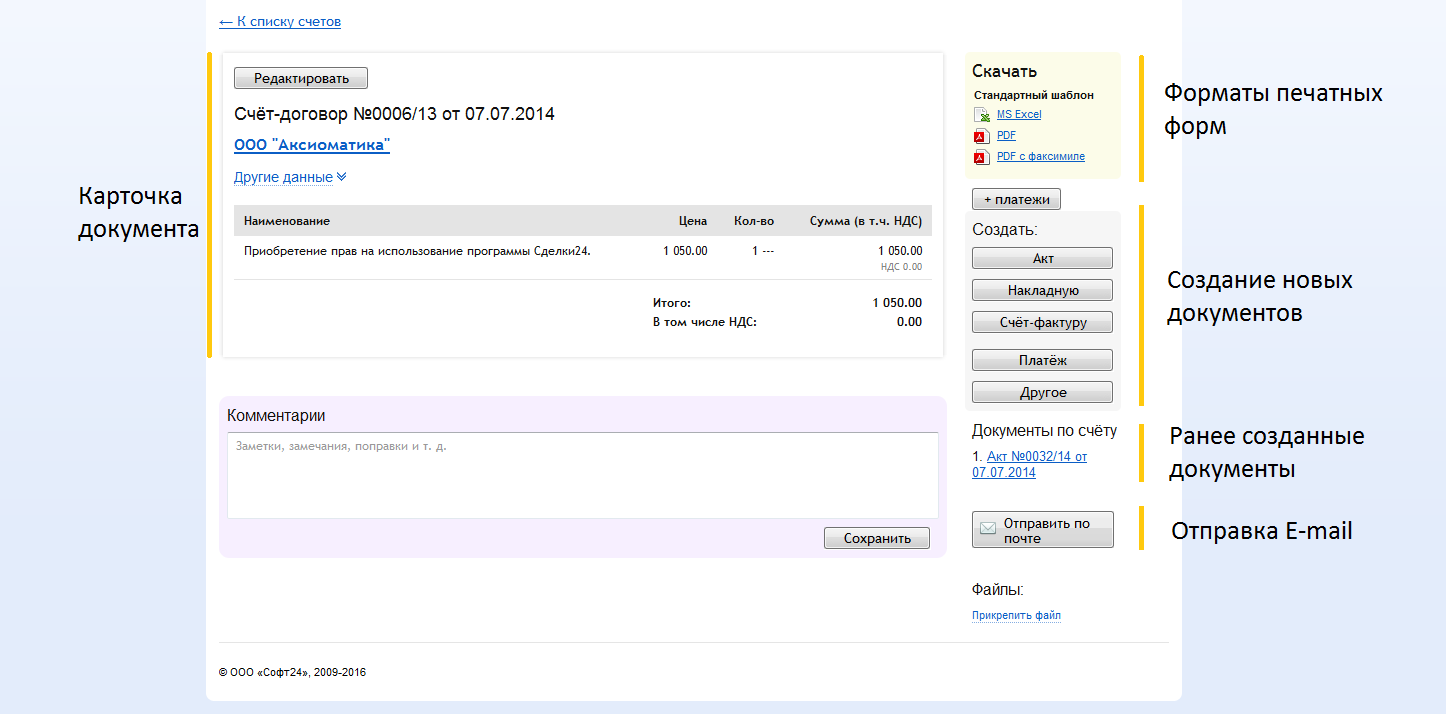 ← К списку счетов
Карточка
документа
Редактировать
Счёт-договор №0006/13 от 07.07.2014
ООО "Аксиоматика"
Другие данные
Наименование Цена Кол-во Сумма (в т.ч. НДС)
Приобретение прав на использование программы Сделки24. 1 050.00 1 --- 1 050.00
НДС 0.00
Итого: 1 050.00
В том числе НДС: 0.00
Комментарии
Заметки, замечания, поправки и т. д.
Сохранить
Скачать
Стандартный шаблон
MS Excel
PDF
PDF с факсимиле
Форматы печатных
форм
+ платежи
Создать:
Акт
Накладную
Счёт-фактуру
Платёж
Другое
Создание новых
документов
Документы по счёту
1. Акт №0032/14 от
07.07.2014
Ранее созданные
документы
Отправить по
почте
Отправка E-mail
Файлы:
Прикрепить файл
© ООО «Софт24», 2009-2016